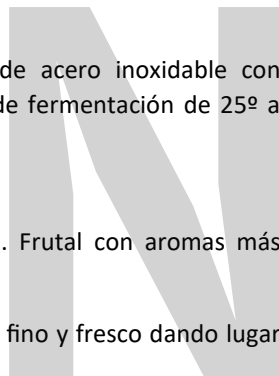 de acero inoxidable con
de fermentación de 25º a
. Frutal con aromas más
fino y fresco dando lugar